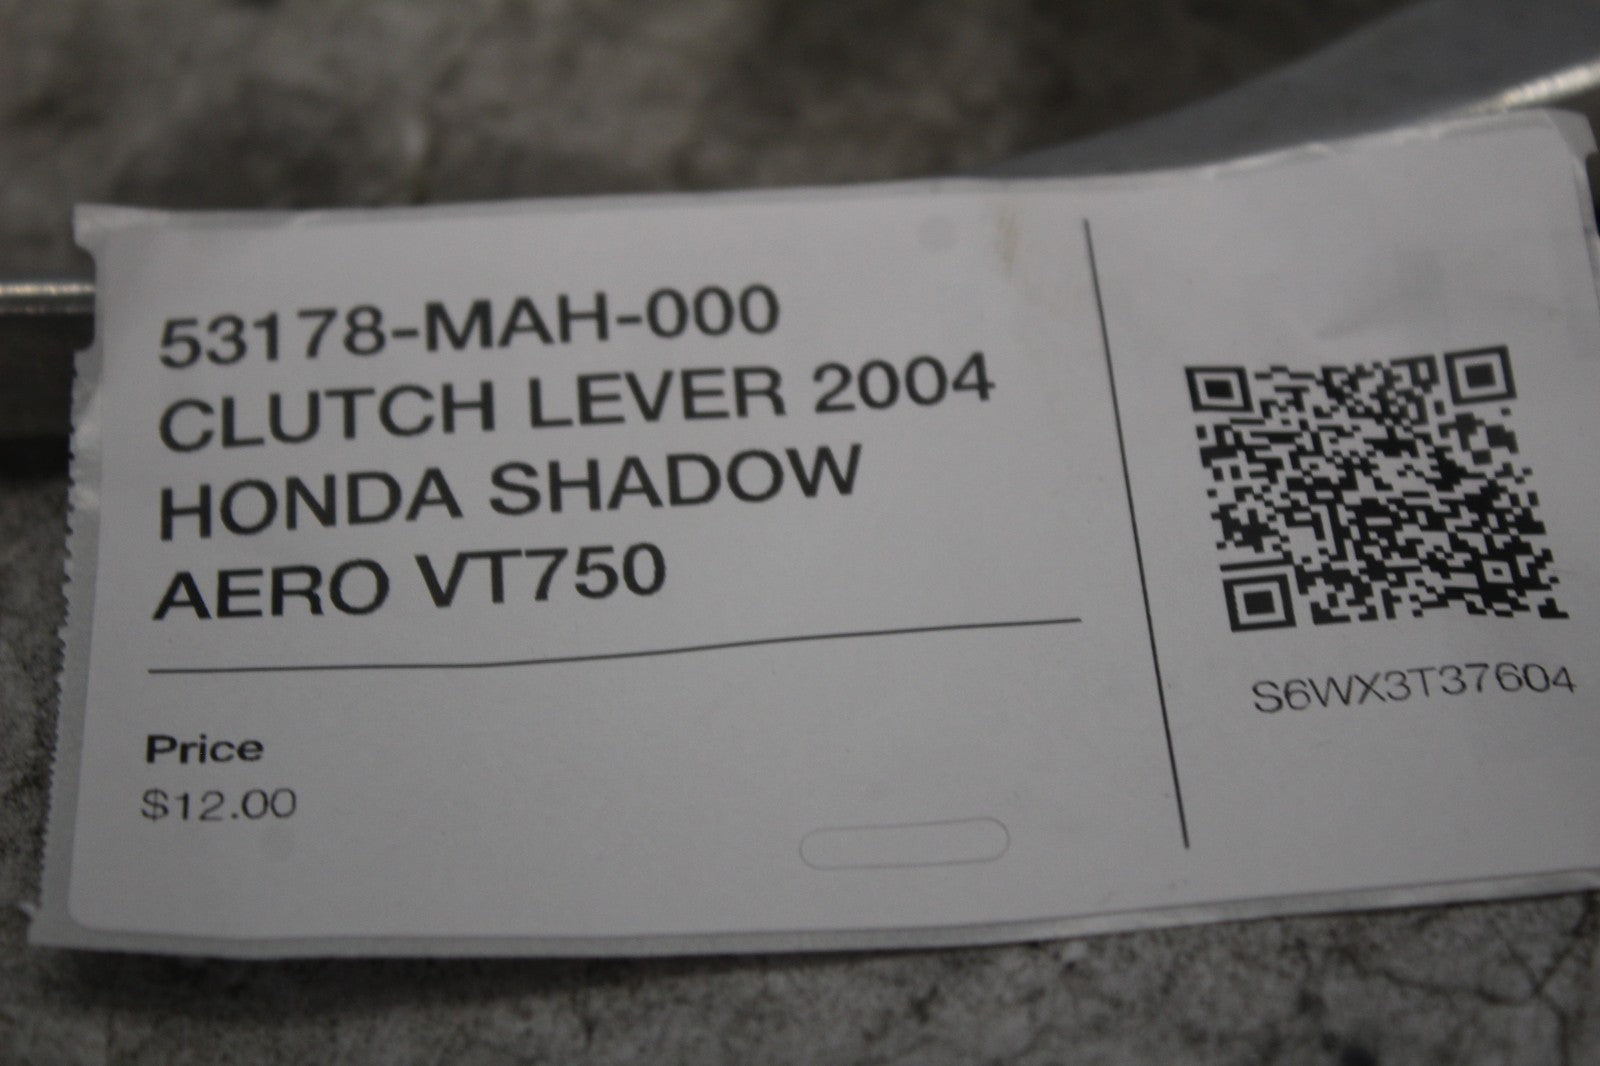 53178-MAH-000
CLUTCH LEVER 2004
HONDA SHADOW
AERO VT750
Price
$12.00
S6WX3T37604